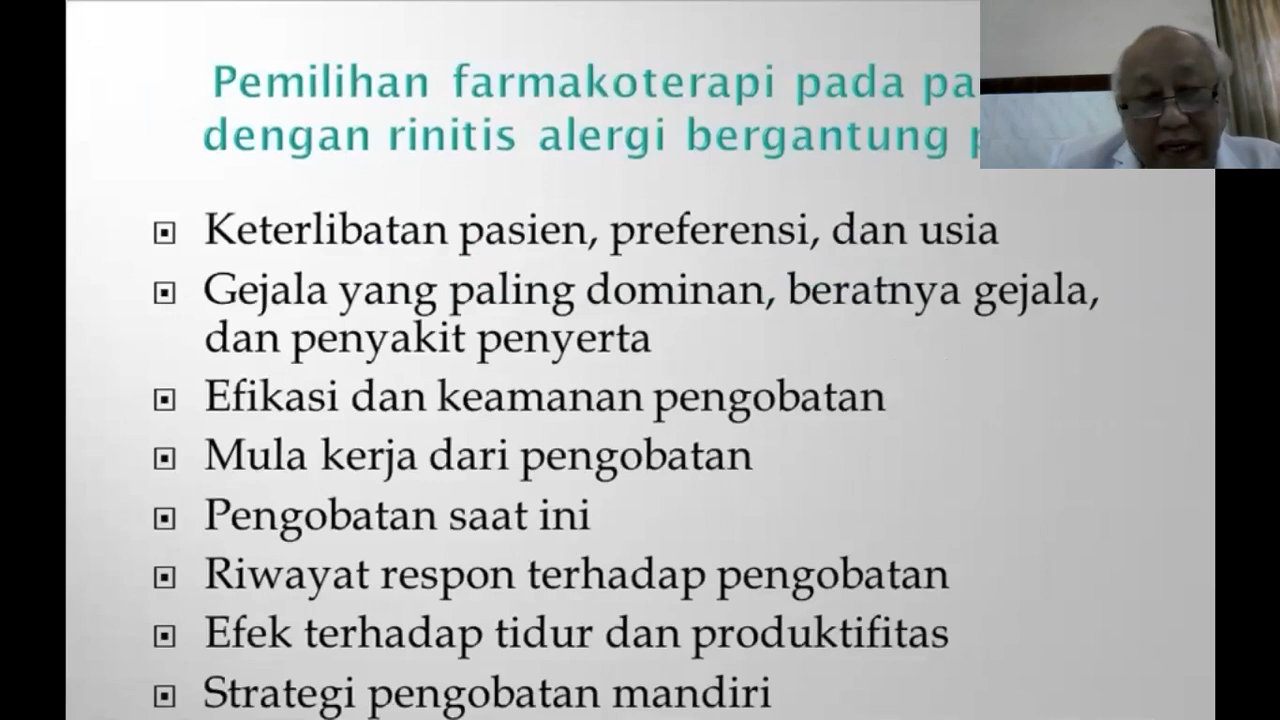 Pemilihan farmakoterapi pada
dengan rinitis alergi bergantung
Keterlibatan pasien, preferensi, dan usia
Gejala yang paling dominan, beratnya gejala,
dan penyakit penyerta
Efikasi dan keamanan pengobatan
Mula kerja dari pengobatan
Pengobatan saat ini
Riwayat respon terhadap pengobatan
Efek terhadap tidur dan produktifitas
Strategi pengobatan mandiri